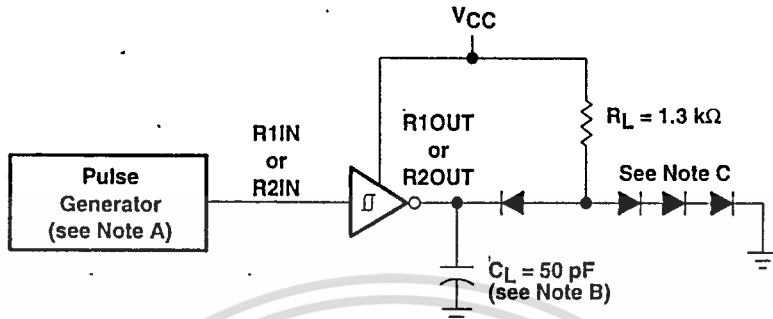 VCC
R1IN
or
R2IN
R1OUT
or
R2OUT
RL = 1.3 kΩ
See Note C
Pulse
Generator
(see Note A)
CL = 50 pF
(see Note B)